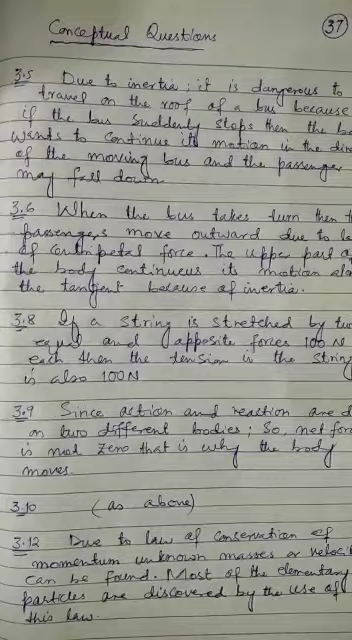 Conceptual Questions
37
3.5 Due to inertia; it is dangerous to
travel on the roof of a bus because
if the bus suddenly stops then the bo
wants to continue its motion in the dir
of the moving bus and the passenger
may fall down
3.6 When the bus takes turn then t
passengers move outward due to la
of centripetal force. The upper part o
the body continues its motion alo
the tangent because of inertia.
3.8 If a string is stretched by tw
equal and opposite forces 100 N
each then the tension in the string
is also 100N
3.9 Since action and reaction are d
on two different bodies; So, net for
is not zero that is why the body
moves.
3.10 (as above)
3.12 Due to law of conservation of
momentum unknown masses or veloci
can be found. Most of the elementary
particles are discovered by the use of
this law.